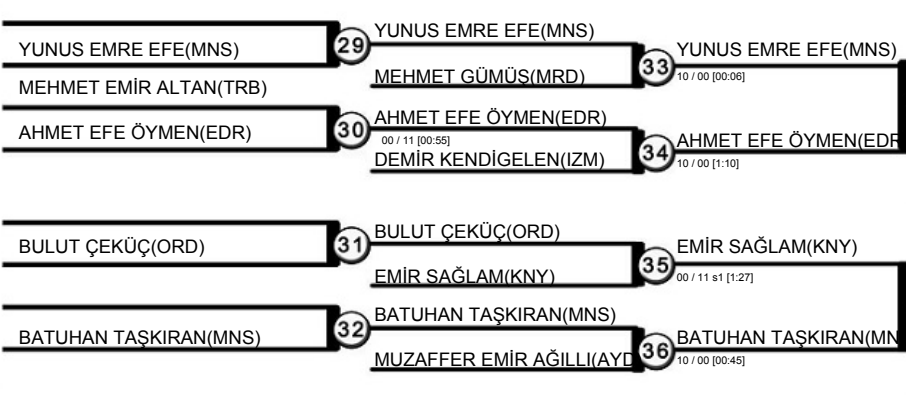 YUNUS EMRE EFE(MNS)
29
YUNUS EMRE EFE(MNS)
MEHMET GÜMÜŞ(MRD)
33
YUNUS EMRE EFE(MNS)
10 / 00 [00:06]
MEHMET EMİR ALTAN(TRB)
AHMET EFE ÖYMEN(EDR)
30
AHMET EFE ÖYMEN(EDR)
00 / 11 [00:55]
DEMİR KENDİGELEN(IZM)
34
AHMET EFE ÖYMEN(EDR
10 / 00 [1:10]
BULUT ÇEKÜÇ(ORD)
31
BULUT ÇEKÜÇ(ORD)
EMİR SAĞLAM(KNY)
35
EMİR SAĞLAM(KNY)
00 / 11 s1 [1:27]
BATUHAN TAŞKIRAN(MNS)
32
BATUHAN TAŞKIRAN(MNS)
MUZAFFER EMİR AĞILLI(AYD
36
BATUHAN TAŞKIRAN(MN
10 / 00 [00:45]